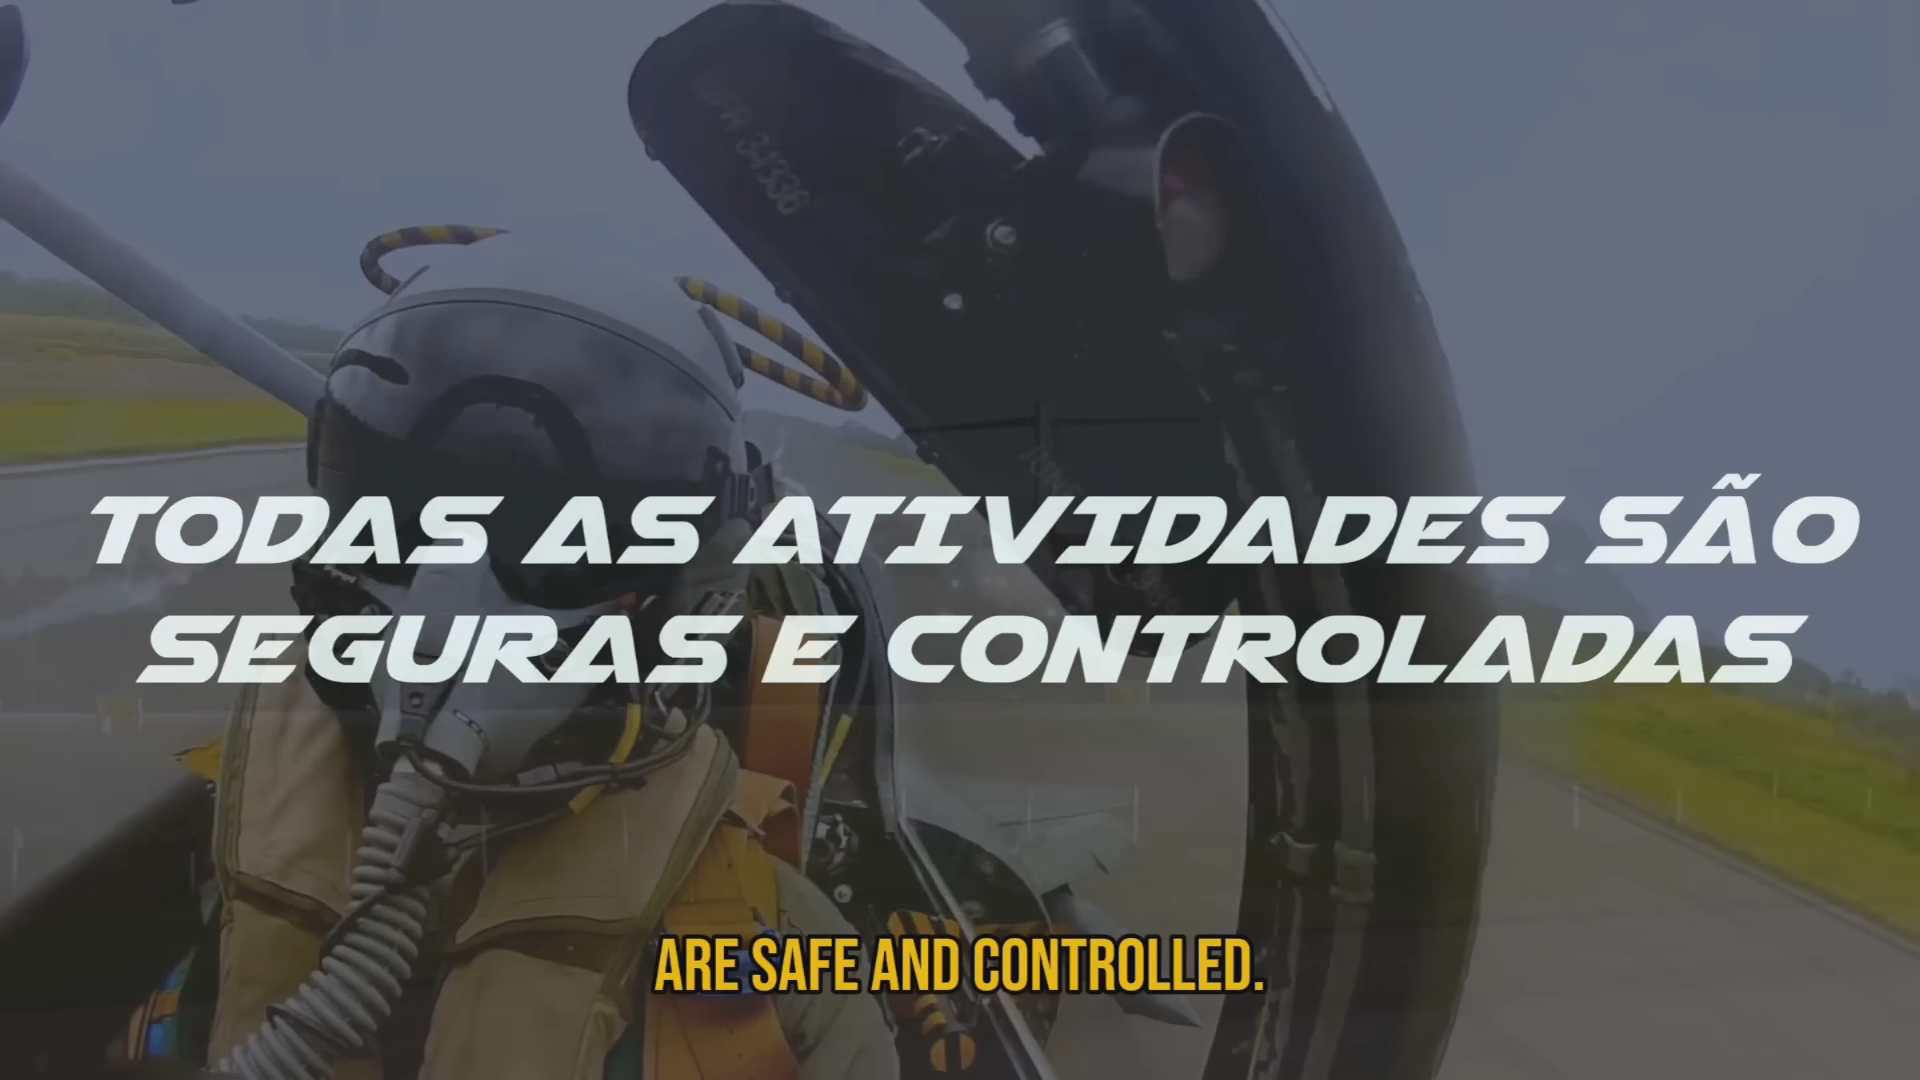 TODAS AS ATIVIDADES SÃO
SEGURAS E CONTROLADAS
ARE SAFE AND CONTROLLED.